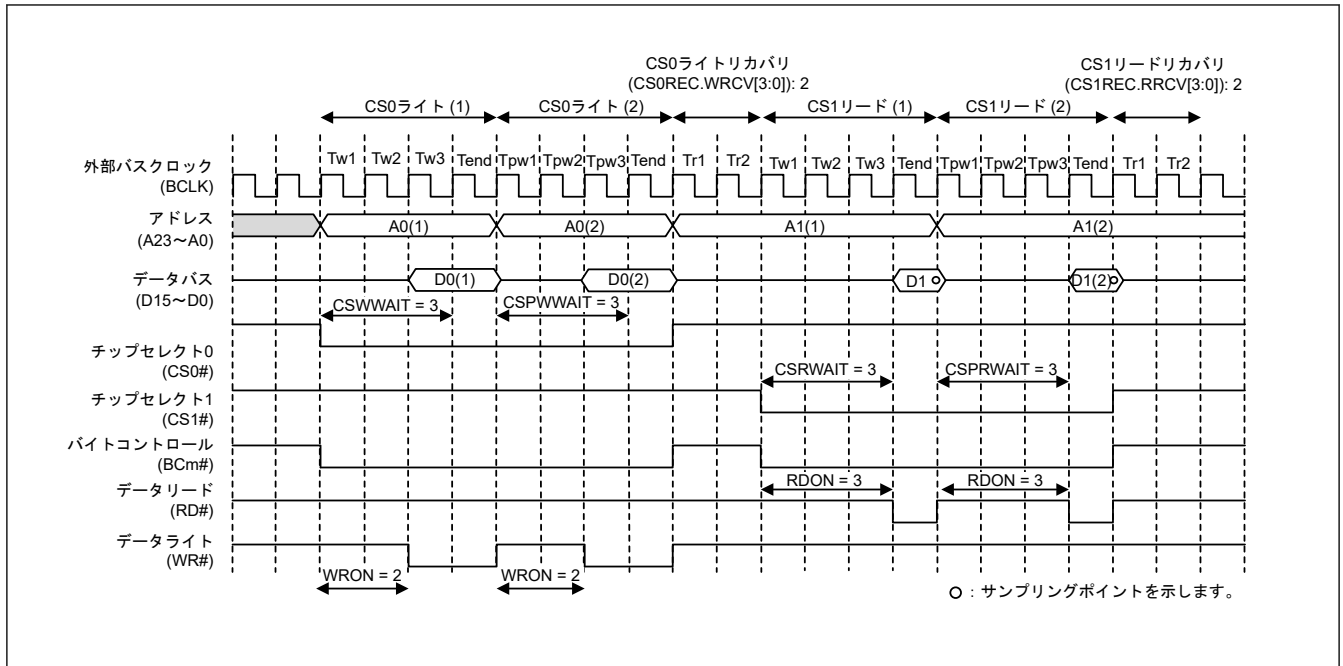 CS0ライトリカバリ
(CS0REC.WRCV[3:0]): 2
CS1リードリカバリ
(CS1REC.RRCV[3:0]): 2
CS0ライト (1)
CS0ライト (2)
CS1リード (1)
CS1リード (2)
外部バスクロック
(BCLK)
Tw1 Tw2 Tw3 Tend Tpw1 Tpw2 Tpw3 Tend Tr1 Tr2 Tw1 Tw2 Tw3 Tend Tpw1 Tpw2 Tpw3 Tend Tr1 Tr2
アドレス
(A23～A0)
A0(1) A0(2) A1(1) A1(2)
データバス
(D15～D0)
D0(1) D0(2) D1 D1(2)
CSWWAIT = 3 CSPWWAIT = 3
チップセレクト0
(CS0#)
CSRWAIT = 3 CSPRWAIT = 3
チップセレクト1
(CS1#)
バイトコントロール
(BCm#)
データリード
(RD#)
RDON = 3 RDON = 3
データライト
(WR#)
WRON = 2 WRON = 2
：サンプリングポイントを示します。